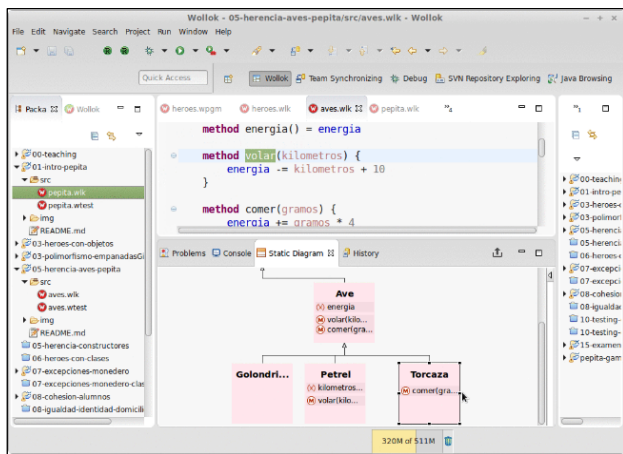 Wollok - 05-herencia-aves-pepita/src/aves.wlk - Wollok
File Edit Navigate Search Project Run Window Help
Quick Access Wollok Team Synchronizing Debug SVN Repository Exploring Java Browsing
Packa Wollok
00-teaching
01-intro-pepita
src
pepita.wlk
pepita.wtest
img
README.md
03-heroes-con-objetos
03-polimorfismo-empanadasGi
05-herencia-aves-pepita
src
aves.wlk
aves.wtest
img
README.md
05-herencia-constructores
06-heroes-con-clases
07-excepciones-monedero
07-excepciones-monedero-clas
08-cohesion-alumnos
08-igualdad-identidad-domicili
heroes.wpgm heroes.wlk aves.wlk pepita.wlk »4
method energia() = energia
method volar(kilometros) {
energia -= kilometros + 10
}
method comer(gramos) {
energia += gramos * 4
Problems Console Static Diagram History
Ave
(V) energia
M volar(kilo...
M comer(gra...
Golondri...
Petrel
(V) kilometros...
M volar(kilo...
Torcaza
M comer(gra...
»1
00-teachin
01-intro-pe
03-heroes-c
03-polimorf
05-herencia
05-herencia
06-heroes-c
07-excepci
07-excepci
08-cohesio
08-igualda
10-testing-
10-testing-
15-examen
pepita-gam
320M of 511M